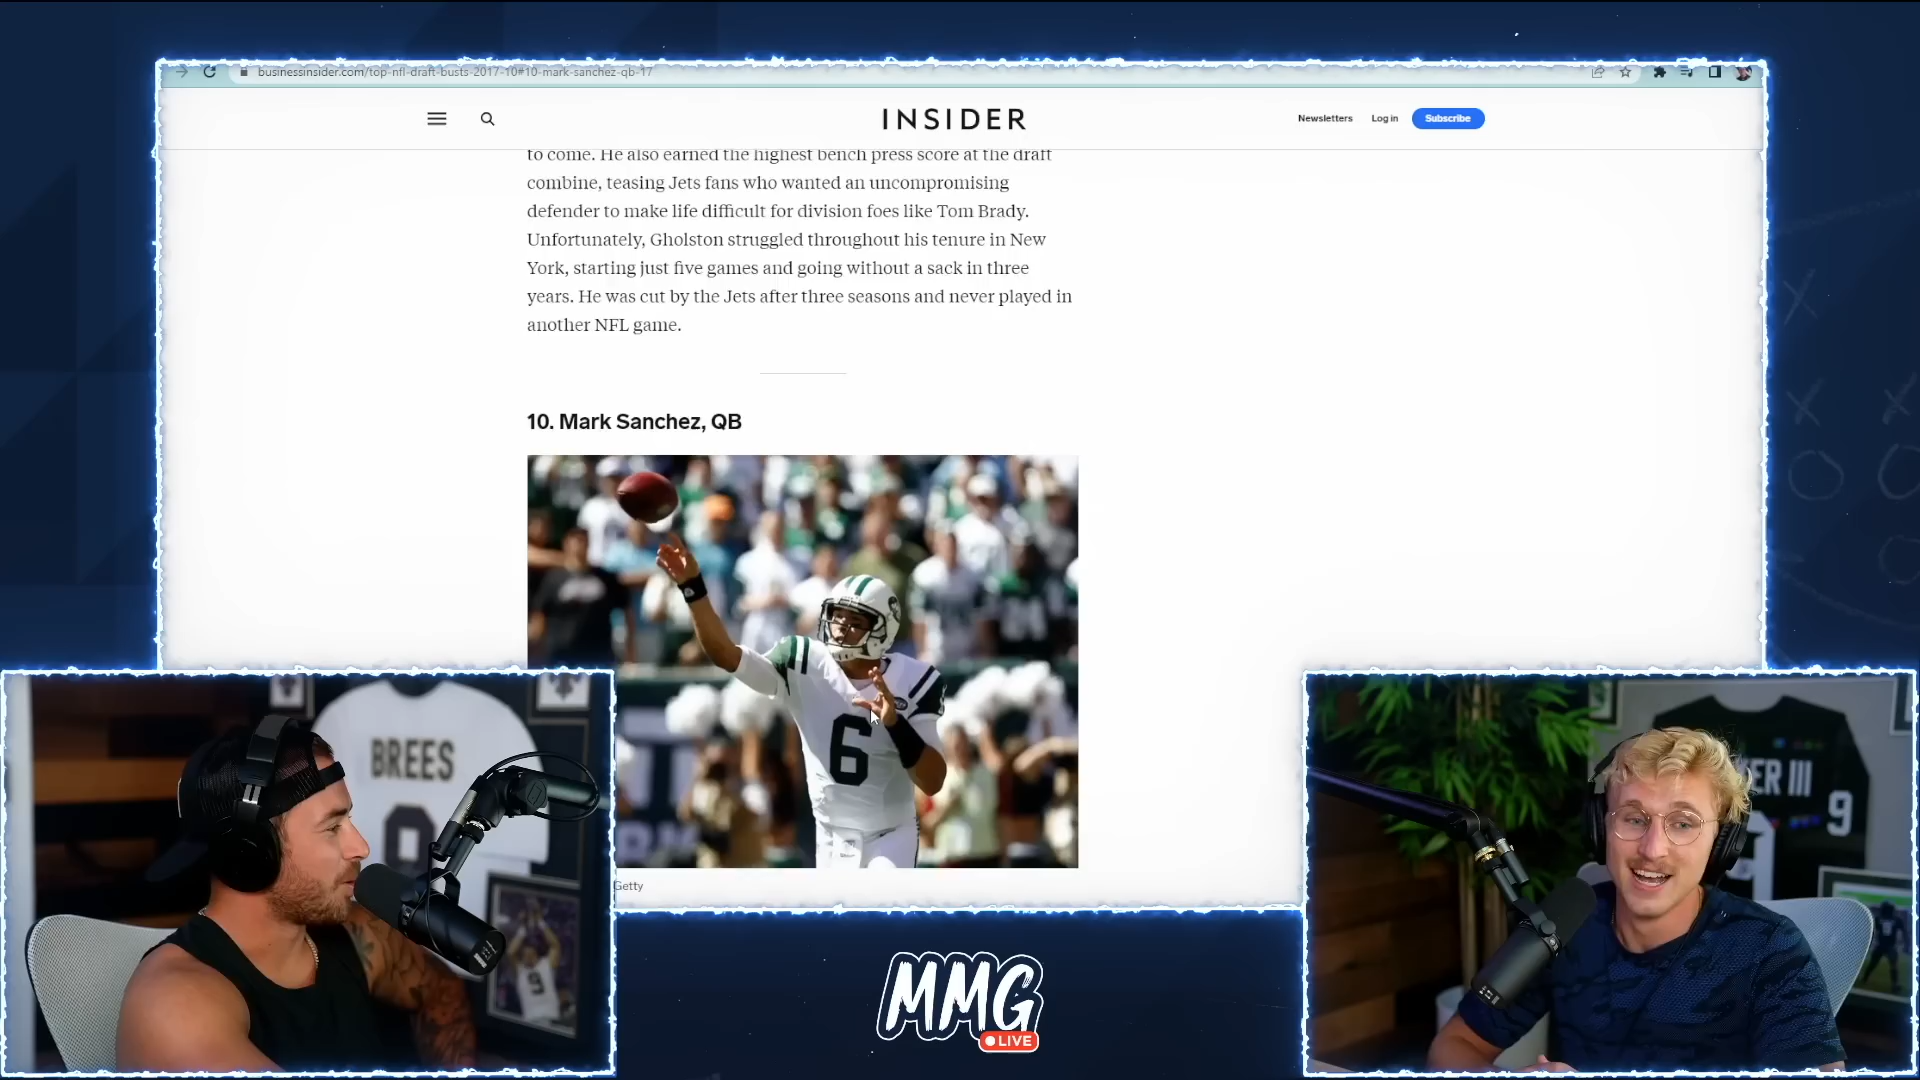 businessinsider.com/top-nfl-draft-busts-2017-10#10-mark-sanchez-qb-17
INSIDER
Newsletters
Log in
Subscribe
to come. He also earned the highest bench press score at the draft
combine, teasing Jets fans who wanted an uncompromising
defender to make life difficult for division foes like Tom Brady.
Unfortunately, Gholston struggled throughout his tenure in New
York, starting just five games and going without a sack in three
years. He was cut by the Jets after three seasons and never played in
another NFL game.
10. Mark Sanchez, QB
6
Getty
BREES
9
KER III
9
MMG
LIVE